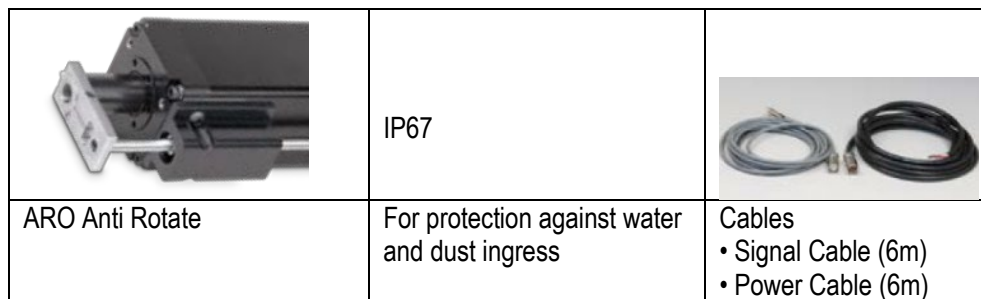 IP67
ARO Anti Rotate
For protection against water
and dust ingress
Cables
• Signal Cable (6m)
• Power Cable (6m)